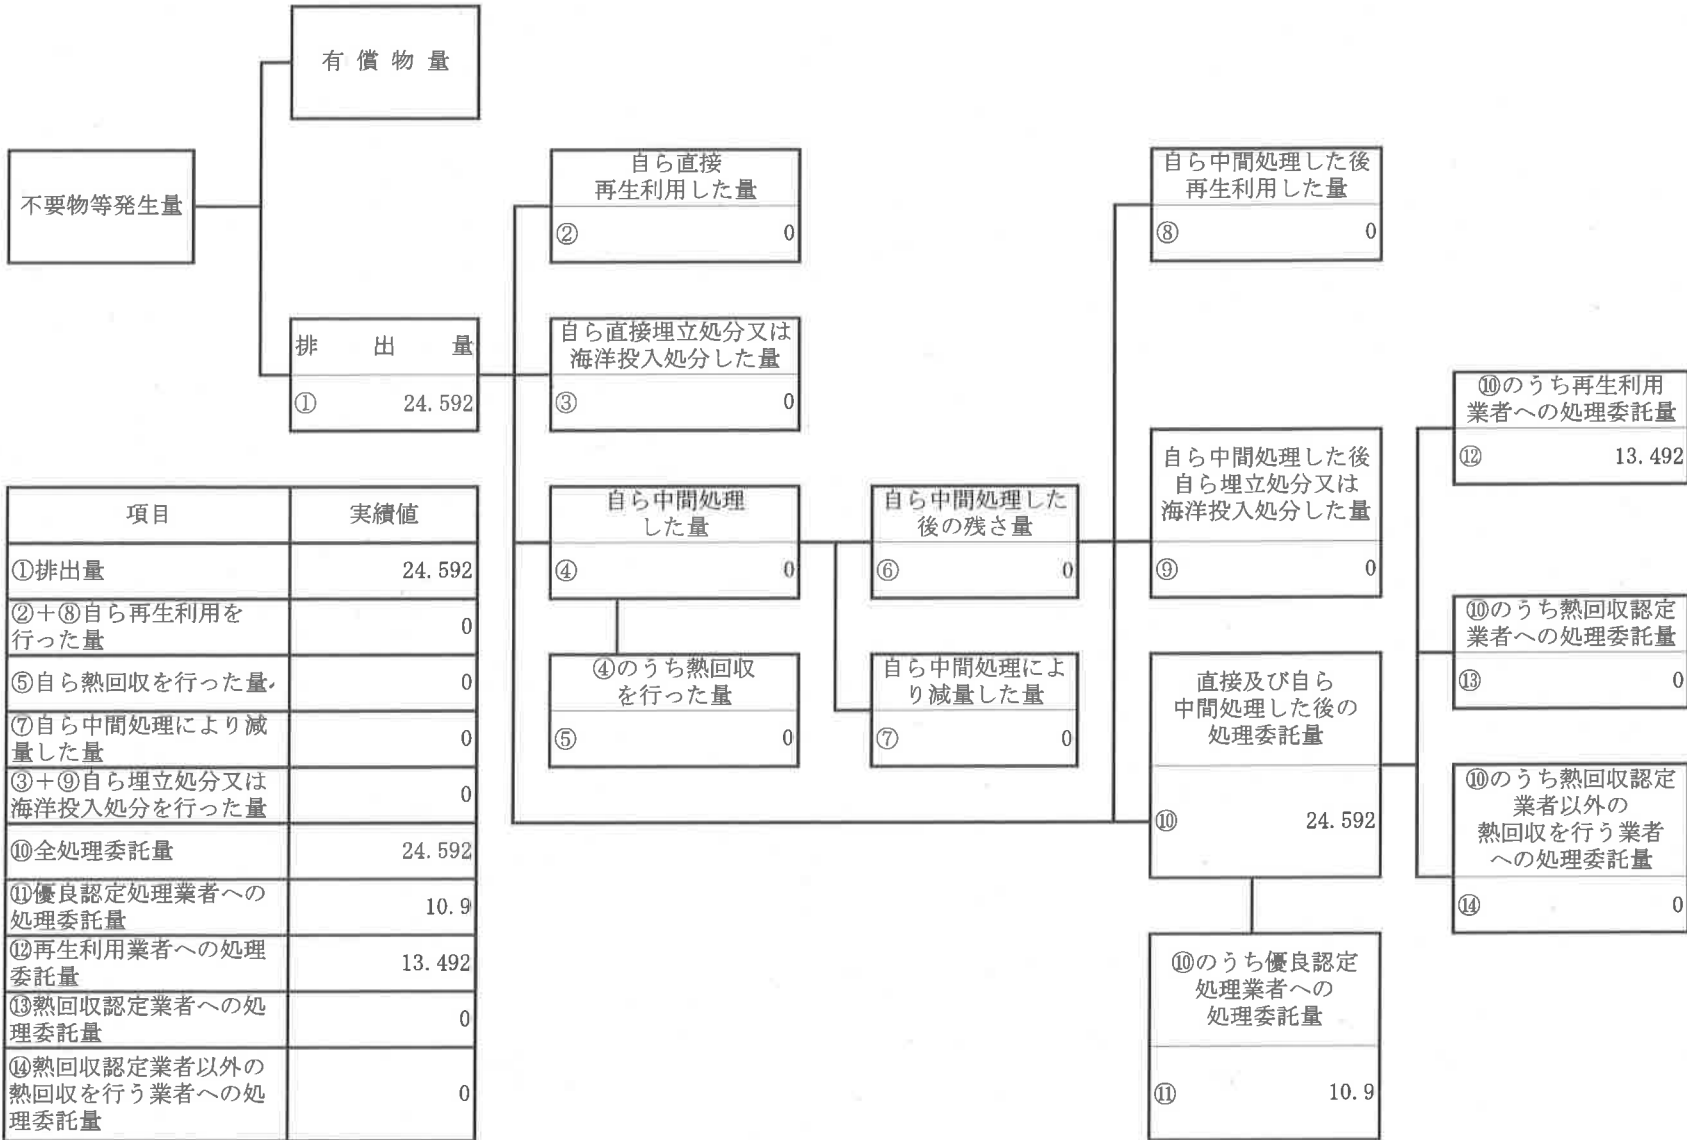 有償物量
不要物等発生量
排出量
① 24.592
自ら直接
再生利用した量
② 0
自ら直接埋立処分又は
海洋投入処分した量
③ 0
自ら中間処理
した量
④ 0
④のうち熱回収
を行った量
⑤ 0
自ら中間処理した
後の残さ量
⑥ 0
自ら中間処理によ
り減量した量
⑦ 0
自ら中間処理した後
再生利用した量
⑧ 0
自ら中間処理した後
自ら埋立処分又は
海洋投入処分した量
⑨ 0
直接及び自ら
中間処理した後の
処理委託量
⑩ 24.592
⑩のうち優良認定
処理業者への
処理委託量
⑪ 10.9
⑩のうち再生利用
業者への処理委託量
⑫ 13.492
⑩のうち熱回収認定
業者への処理委託量
⑬ 0
⑩のうち熱回収認定
業者以外の
熱回収を行う業者
への処理委託量
⑭ 0
項目 実績値
①排出量 24.592
②+⑧自ら再生利用を
行った量 0
⑤自ら熱回収を行った量 0
⑦自ら中間処理により減
量した量 0
③+⑨自ら埋立処分又は
海洋投入処分を行った量 0
⑩全処理委託量 24.592
⑪優良認定処理業者への
処理委託量 10.9
⑫再生利用業者への処理
委託量 13.492
⑬熱回収認定業者への処
理委託量 0
⑭熱回収認定業者以外の
熱回収を行う業者への処
理委託量 0